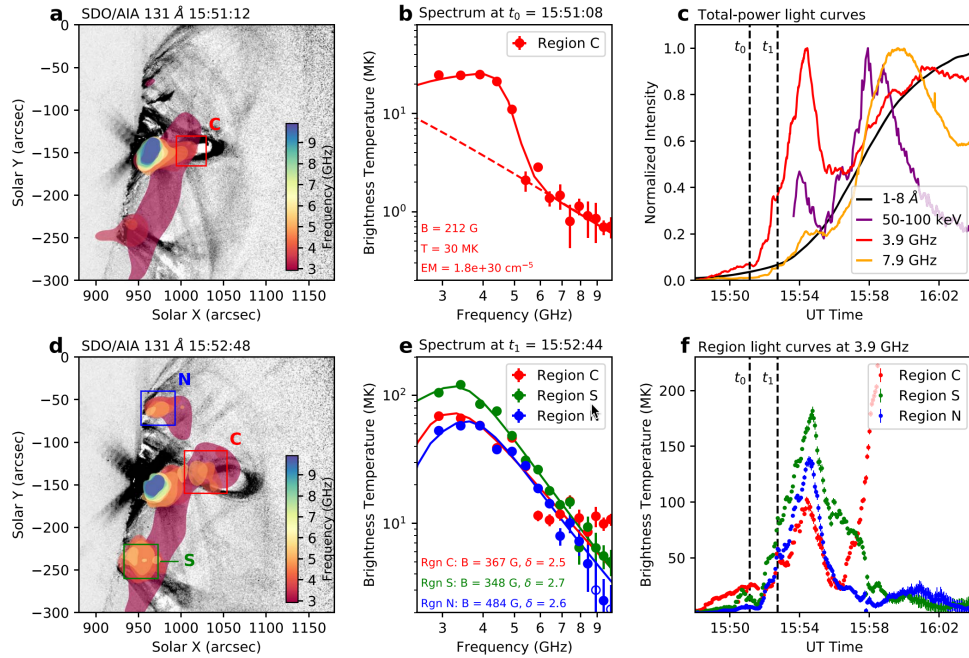 a SDO/AIA 131 Å 15:51:12
0
−50
−100
−150
−200
−250
−300
Solar Y (arcsec)
C
9
8
7
6
5
4
3
Frequency (GHz)
900 950 1000 1050 1100 1150
Solar X (arcsec)
b Spectrum at t₀ = 15:51:08
Region C
10¹
10⁰
Brightness Temperature (MK)
B = 212 G
T = 30 MK
EM = 1.8e+30 cm⁻⁵
3 4 5 6 7 8 9
Frequency (GHz)
c Total-power light curves
t₀ t₁
1.0
0.8
0.6
0.4
0.2
0.0
Normalized Intensity
1-8 Å
50-100 keV
3.9 GHz
7.9 GHz
15:50 15:54 15:58 16:02
UT Time
d SDO/AIA 131 Å 15:52:48
0
−50
−100
−150
−200
−250
−300
Solar Y (arcsec)
N
C
S
9
8
7
6
5
4
3
Frequency (GHz)
900 950 1000 1050 1100 1150
Solar X (arcsec)
e Spectrum at t₁ = 15:52:44
Region C
Region S
Region
10²
10¹
Brightness Temperature (MK)
Rgn C: B = 367 G, δ = 2.5
Rgn S: B = 348 G, δ = 2.7
Rgn N: B = 484 G, δ = 2.6
3 4 5 6 7 8 9
Frequency (GHz)
f Region light curves at 3.9 GHz
t₀ t₁
Region C
Region S
Region N
200
150
100
50
Brightness Temperature (MK)
15:50 15:54 15:58 16:02
UT Time